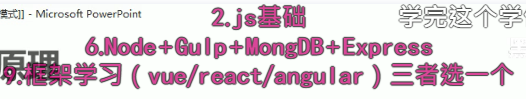 模式]] - Microsoft PowerPoint
2.js基础
学完这个学
6.Node+Gulp+MongDB+Express
原理
9.框架学习（vue/react/angular）三者选一个